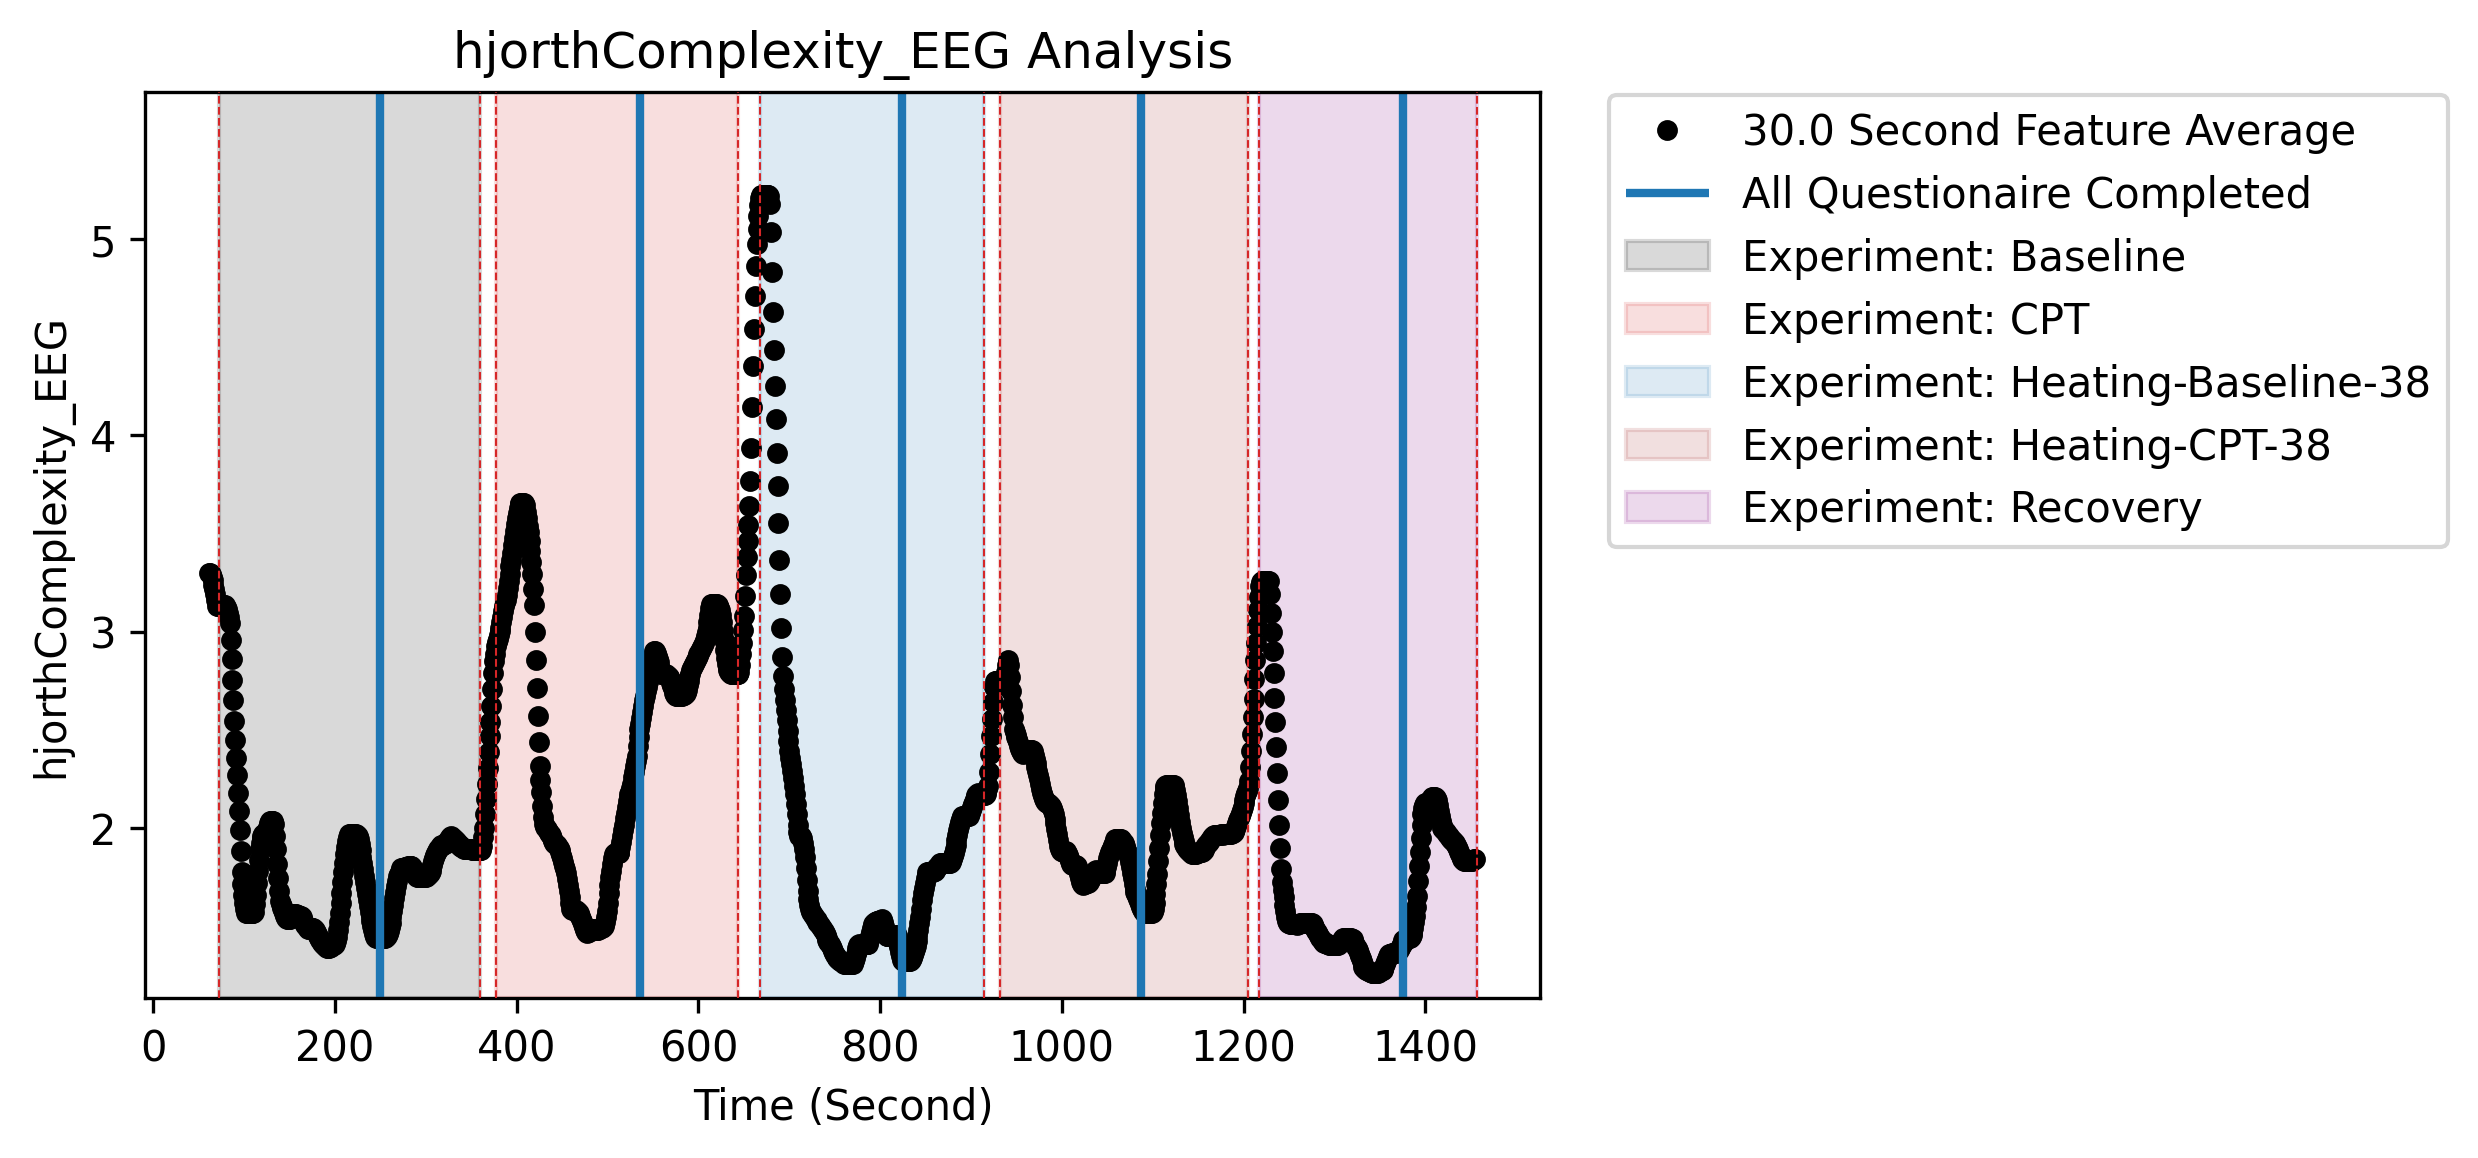 hjorthComplexity_EEG Analysis
hjorthComplexity_EEG
5
4
3
2
0 200 400 600 800 1000 1200 1400
Time (Second)
30.0 Second Feature Average
All Questionaire Completed
Experiment: Baseline
Experiment: CPT
Experiment: Heating-Baseline-38
Experiment: Heating-CPT-38
Experiment: Recovery